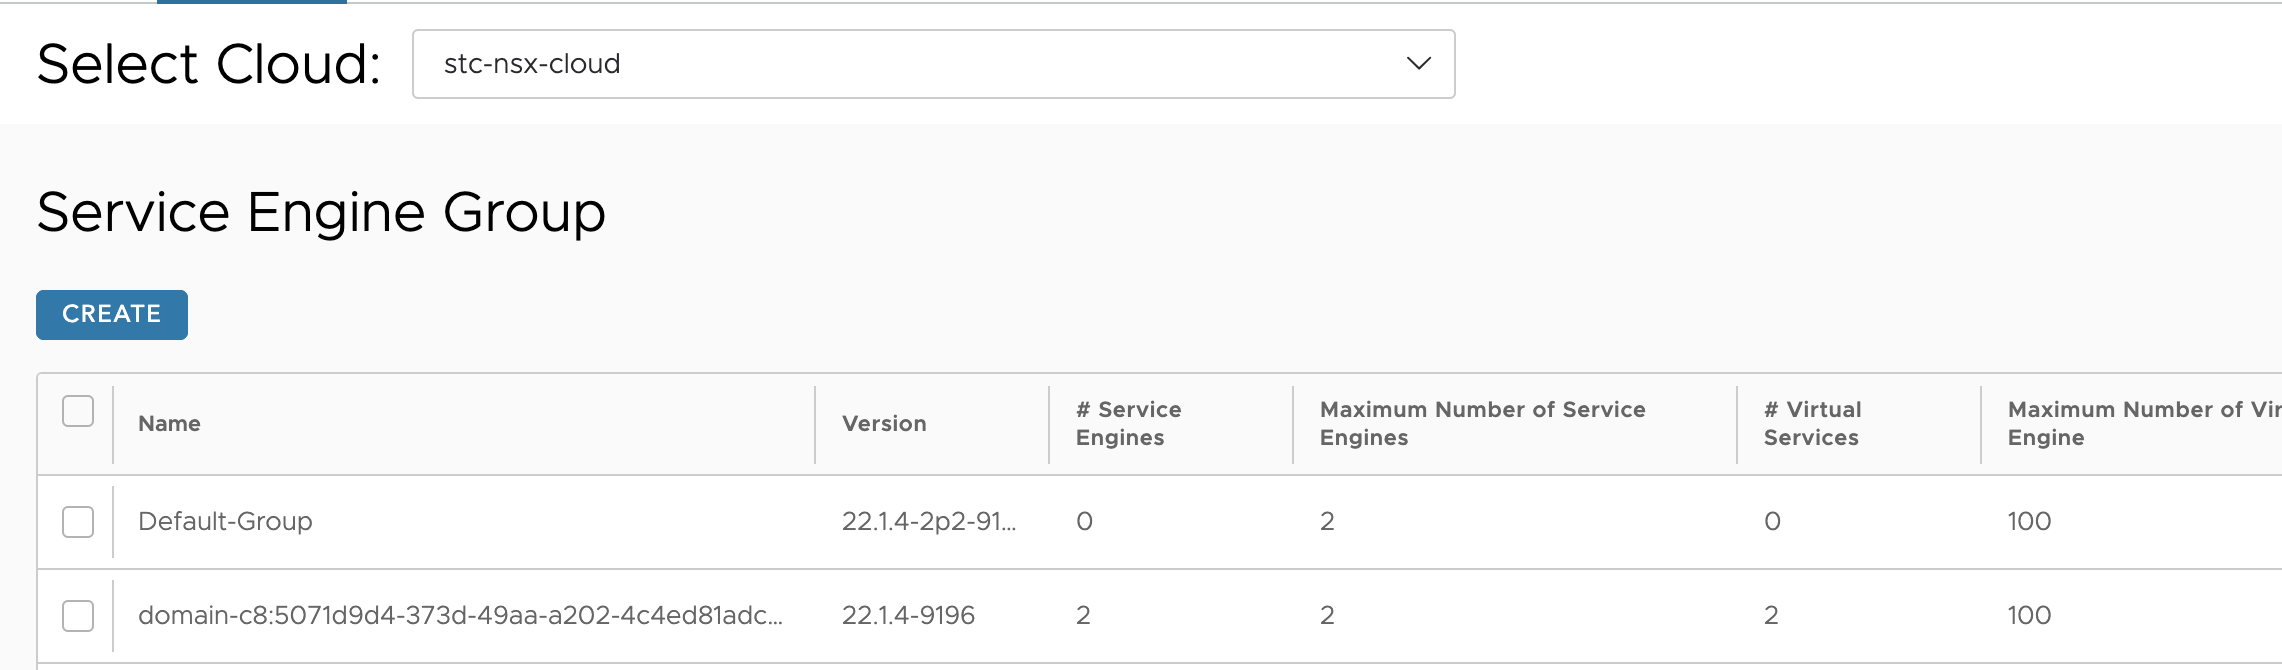 Select Cloud: stc-nsx-cloud
Service Engine Group
CREATE
Name Version # Service Engines Maximum Number of Service Engines # Virtual Services Maximum Number of Vir Engine
Default-Group 22.1.4-2p2-91... 0 2 0 100
domain-c8:5071d9d4-373d-49aa-a202-4c4ed81adc... 22.1.4-9196 2 2 2 100